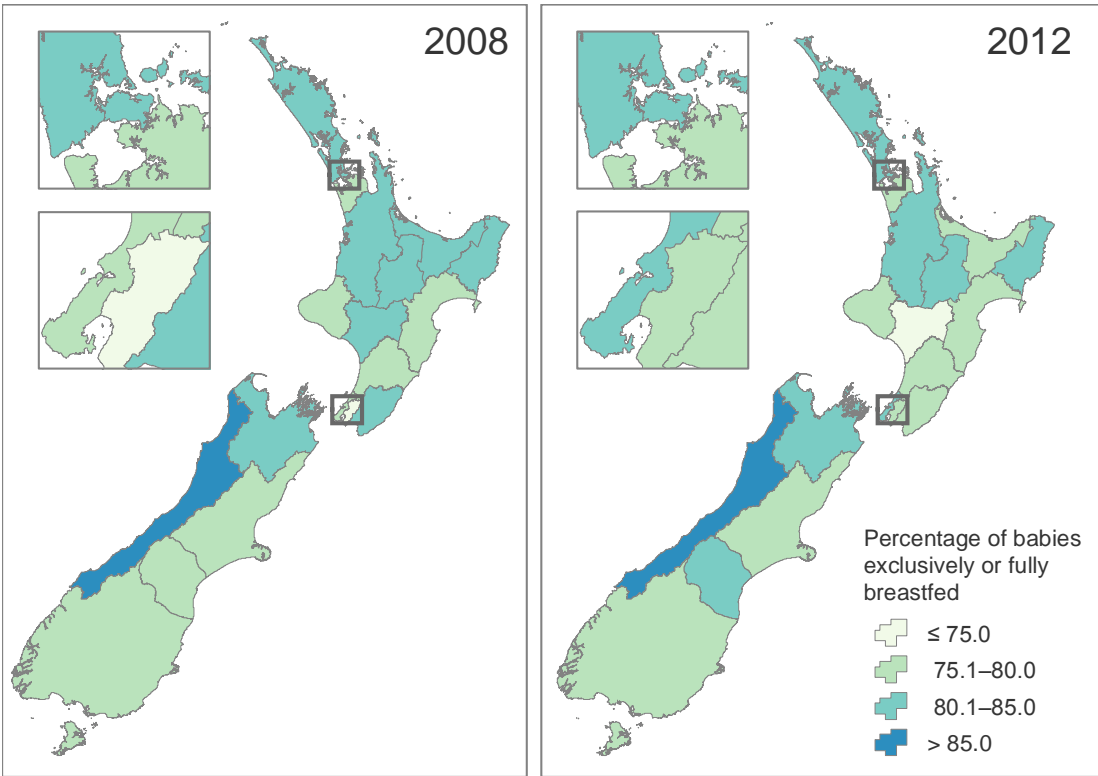 2008
2012
Percentage of babies
exclusively or fully
breastfed
≤ 75.0
75.1–80.0
80.1–85.0
> 85.0